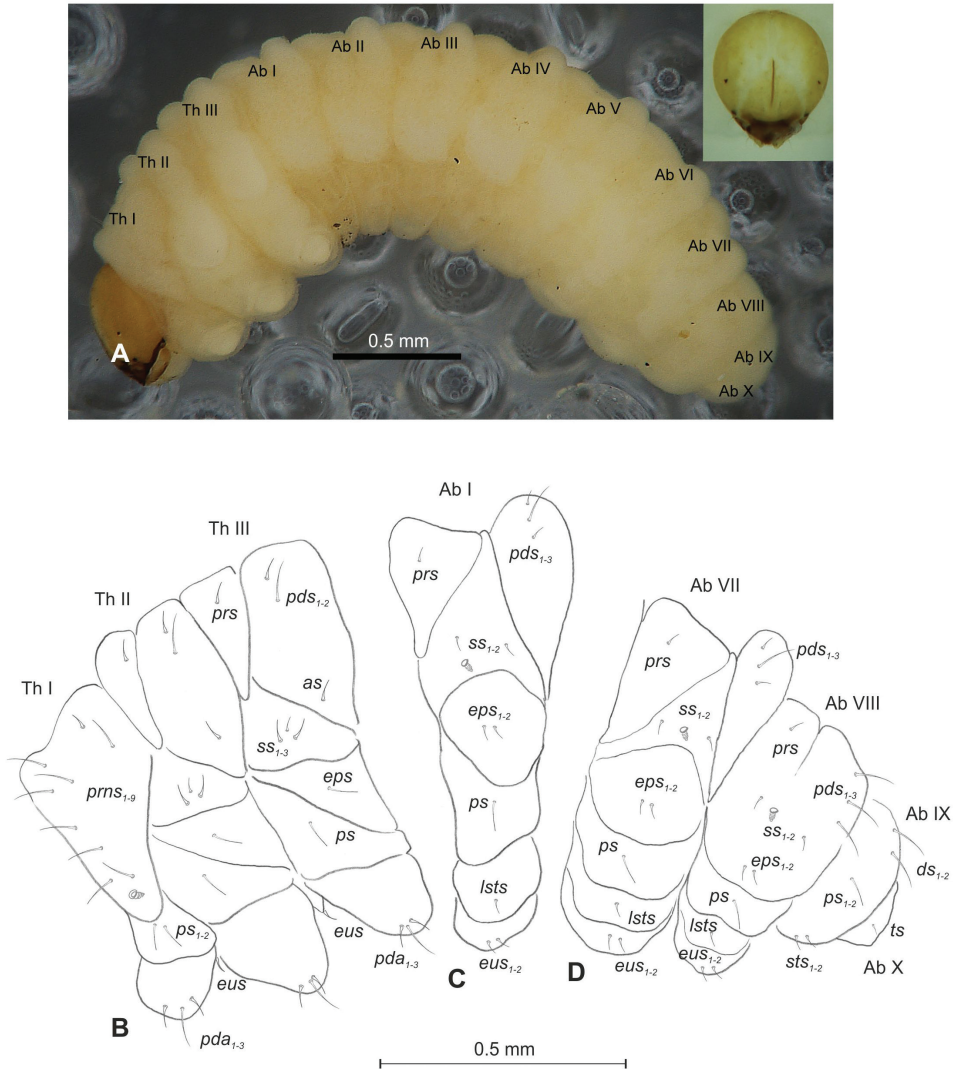 Th I
Th II
Th III
Ab I
Ab II
Ab III
Ab IV
Ab V
Ab VI
Ab VII
Ab VIII
Ab IX
Ab X
A
0.5 mm
Th I
Th II
Th III
prs
pds1-2
as
ss1-3
eps
ps
prns1-9
ps1-2
eus
eus
pda1-3
pda1-3
B
Ab I
prs
pds1-3
ss1-2
eps1-2
ps
lsts
eus1-2
C
Ab VII
prs
pds1-3
ss1-2
eps1-2
ps
lsts
eus1-2
D
Ab VIII
prs
pds1-3
ss1-2
eps1-2
ps
lsts
eus1-2
Ab IX
ds1-2
ps1-2
sts1-2
ts
Ab X
0.5 mm